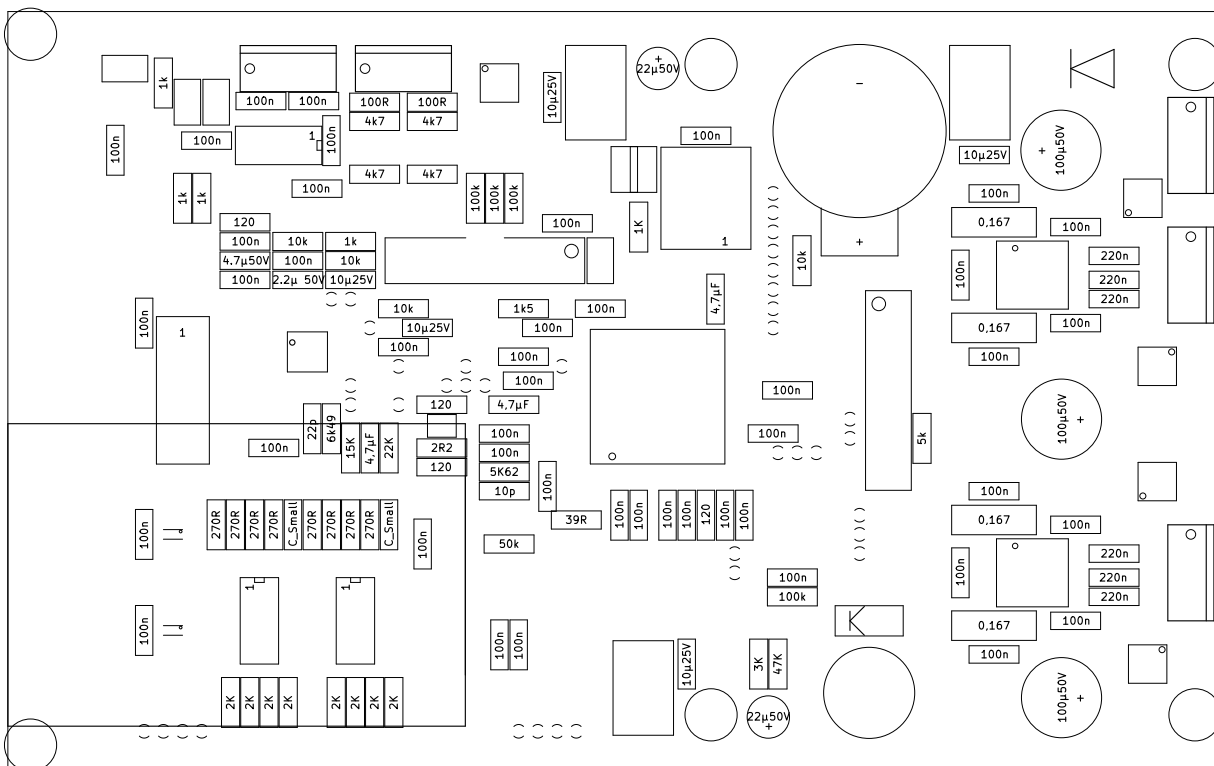 +
22µ50V
-
1k
10µ25V
100n 100n 100R 100R
4k7 4k7
100n
100n
1
100n
100n
100n
+ 100µ50V
10µ25V
4k7 4k7
100n
1k 1k
100k 100k 100k
100n
120
100n
1K
0,167
100n
100n 10k 1k
1
+
4.7µ50V 100n 10k
10k
100n
220n
100n 2.2µ 50V 10µ25V
220n
4,7µF
220n
10k
1k5
100n
100n
0,167
100n
10µ25V
100n
1
100n
100n
100n
100n
100n
120
4,7µF
100µ50V +
22p 6k49
100n
100n
5k
15K 4,7µF 22K
100n
2R2
100n
120
5K62
10p
100n
100n
270R 270R 270R 270R C_Small 270R 270R 270R 270R C_Small
100n 100n 100n 100n 120 100n 100n
39R
0,167
100n
100n
100n
50k
220n
100n
100n
220n
1 1
100k
220n
0,167
100n
100n
100n 100n
100n
10µ25V
3K 47K
2K 2K 2K 2K 2K 2K 2K 2K
100µ50V +
22µ50V
+